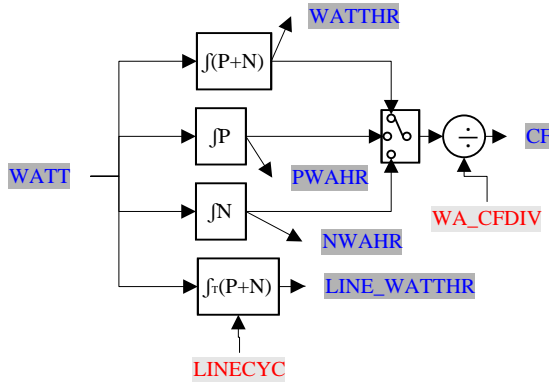 WATTHR
∫(P+N)
∫P
CF
WATT
PWAHR
∫N
WA_CFDIV
NWAHR
∫T(P+N)
LINE_WATTHR
LINECYC